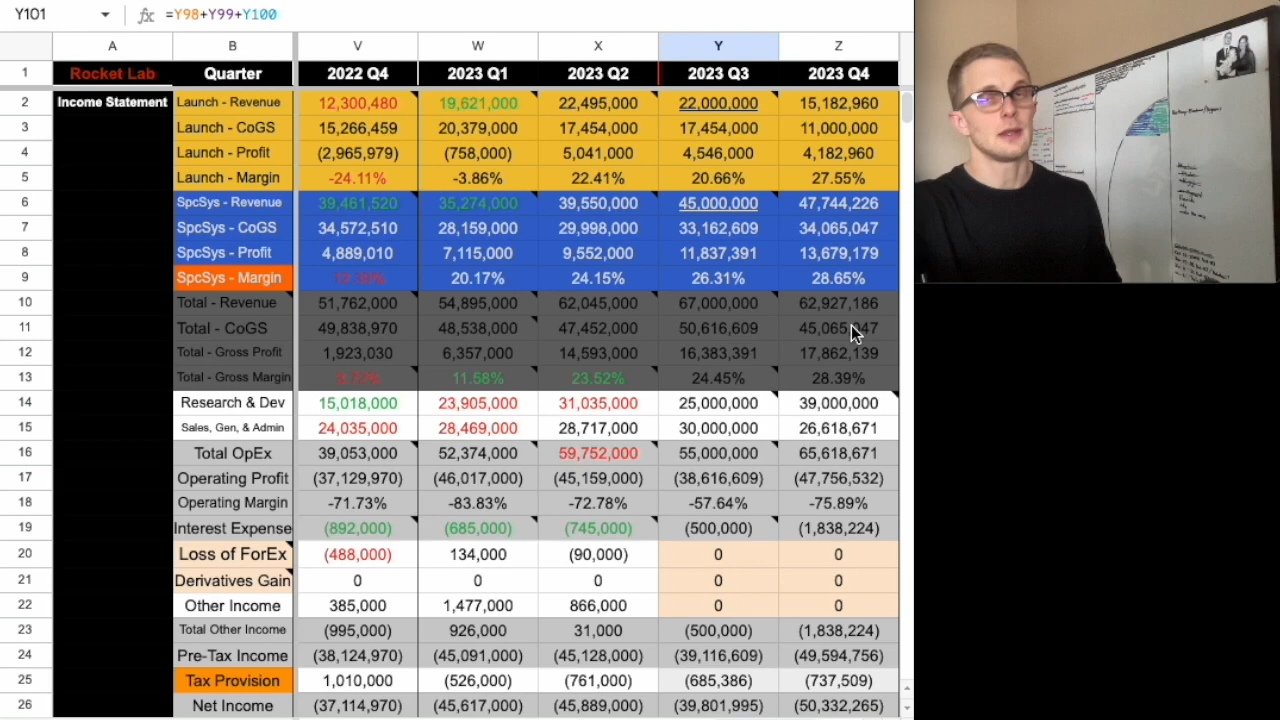 Y101 fx =Y98+Y99+Y100
A B V W X Y Z
1 Rocket Lab Quarter 2022 Q4 2023 Q1 2023 Q2 2023 Q3 2023 Q4
2 Income Statement Launch - Revenue 12,300,480 19,621,000 22,495,000 22,000,000 15,182,960
3 Launch - CoGS 15,266,459 20,379,000 17,454,000 17,454,000 11,000,000
4 Launch - Profit (2,965,979) (758,000) 5,041,000 4,546,000 4,182,960
5 Launch - Margin -24.11% -3.86% 22.41% 20.66% 27.55%
6 SpcSys - Revenue 39,461,520 35,274,000 39,550,000 45,000,000 47,744,226
7 SpcSys - CoGS 34,572,510 28,159,000 29,998,000 33,162,609 34,065,047
8 SpcSys - Profit 4,889,010 7,115,000 9,552,000 11,837,391 13,679,179
9 SpcSys - Margin 20.17% 24.15% 26.31% 28.65%
10 Total - Revenue 51,762,000 54,895,000 62,045,000 67,000,000 62,927,186
11 Total - CoGS 49,838,970 48,538,000 47,452,000 50,616,609
12 Total - Gross Profit 1,923,030 6,357,000 14,593,000 16,383,391 17,862,139
13 Total - Gross Margin 11.58% 23.52% 24.45% 28.39%
14 Research & Dev 15,018,000 23,905,000 31,035,000 25,000,000 39,000,000
15 Sales, Gen, & Admin 24,035,000 28,469,000 28,717,000 30,000,000 26,618,671
16 Total OpEx 39,053,000 52,374,000 59,752,000 55,000,000 65,618,671
17 Operating Profit (37,129,970) (46,017,000) (45,159,000) (38,616,609) (47,756,532)
18 Operating Margin -71.73% -83.83% -72.78% -57.64% -75.89%
19 Interest Expense (892,000) (685,000) (745,000) (500,000) (1,838,224)
20 Loss of ForEx (488,000) 134,000 (90,000) 0 0
21 Derivatives Gain 0 0 0 0 0
22 Other Income 385,000 1,477,000 866,000 0 0
23 Total Other Income (995,000) 926,000 31,000 (500,000) (1,838,224)
24 Pre-Tax Income (38,124,970) (45,091,000) (45,128,000) (39,116,609) (49,594,756)
25 Tax Provision 1,010,000 (526,000) (761,000) (685,386) (737,509)
26 Net Income (37,114,970) (45,617,000) (45,889,000) (39,801,995) (50,332,265)